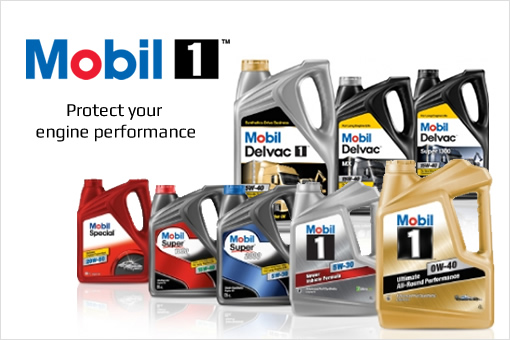 Mobil 1™
Protect your
engine performance
Mobil
Delvac 1
5W-40
Mobil
Delvac
Mobil
Delvac
Super 1300
Mobil
Special
Mobil
Super
Mobil
Super
Mobil
1
5W-30
Mobil
1
0W-40
Ultimate
All-Round Performance